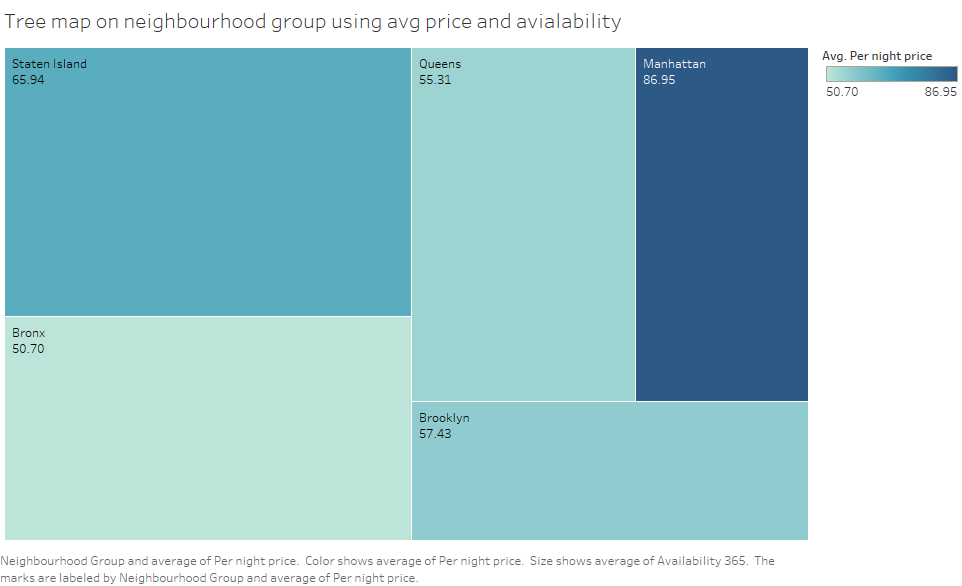 Tree map on neighbourhood group using avg price and avialability
Staten Island
65.94
Queens
55.31
Manhattan
86.95
Avg. Per night price
50.70 86.95
Bronx
50.70
Brooklyn
57.43
Neighbourhood Group and average of Per night price. Color shows average of Per night price. Size shows average of Availability 365. The
marks are labeled by Neighbourhood Group and average of Per night price.